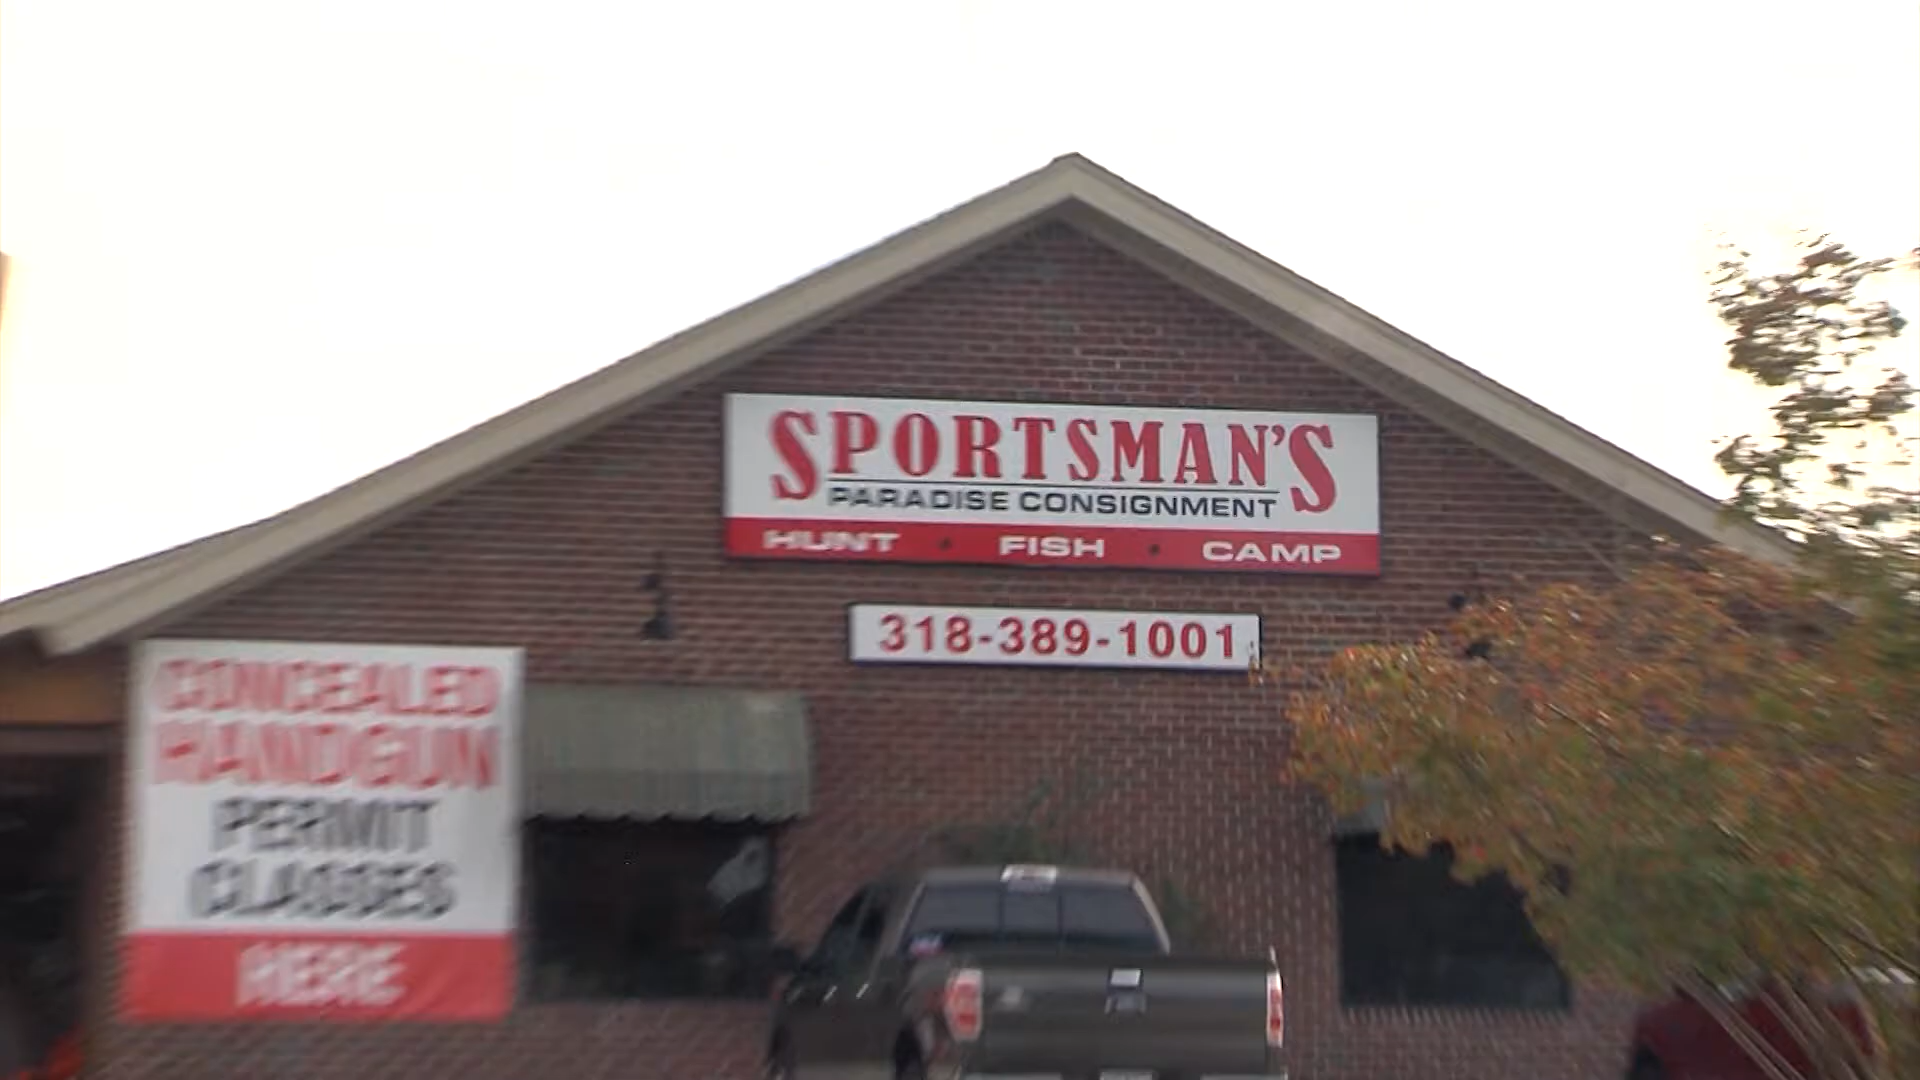 SPORTSMAN'S
PARADISE CONSIGNMENT
HUNT • FISH • CAMP
318-389-1001
CONCEALED
HANDGUN
PERMIT
CLASSES
HERE